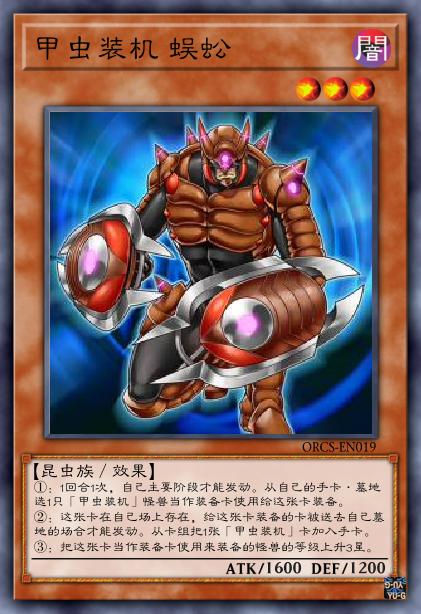 甲虫装机 蜈蚣
闇
ORCS-EN019
【昆虫族／效果】
①：1回合1次，自己主要阶段才能发动。从自己的手卡·墓地
选1只「甲虫装机」怪兽当作装备卡使用给这张卡装备。
②：这张卡在自己场上存在，给这张卡装备的卡被送去自己墓
地的场合才能发动。从卡组把1张「甲虫装机」卡加入手卡。
③：把这张卡当作装备卡使用来装备的怪兽的等级上升3星。
ATK/1600 DEF/1200